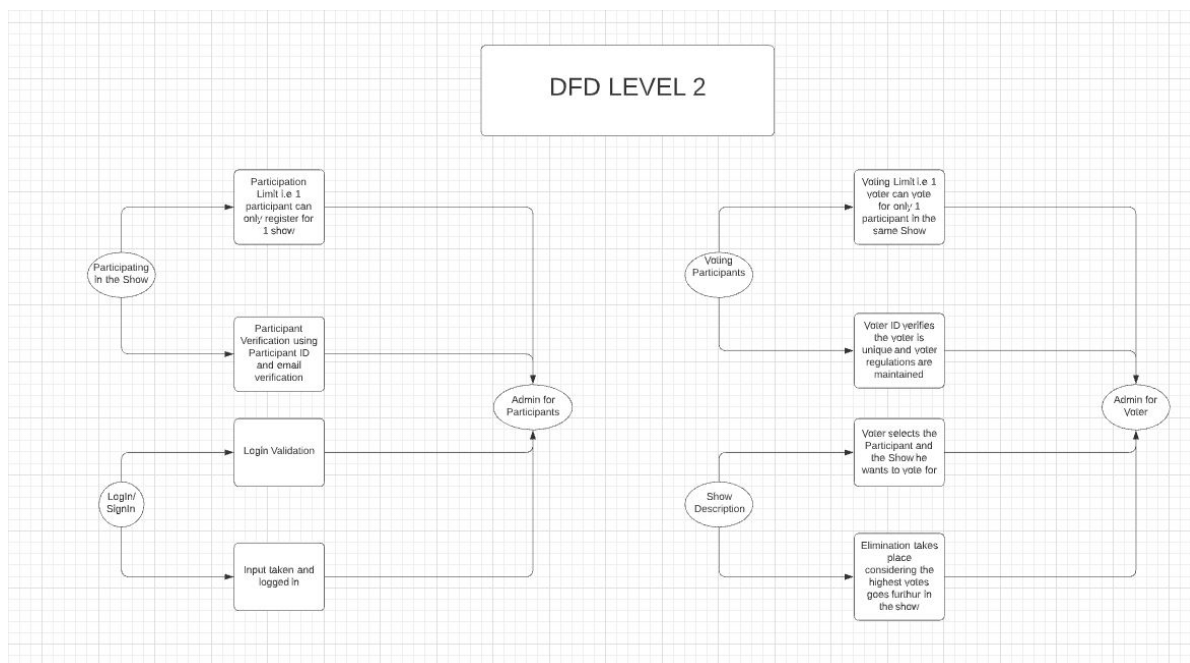 DFD LEVEL 2
Participation
Limit i.e 1
participant can
only register for
1 show
Participating
in the Show
Participant
Verification using
Participant ID
and email
verification
Admin for
Participants
Login Validation
LogIn/
SignIn
Input taken and
logged in
Voting Limit i.e 1
voter can vote
for only 1
participant in the
same Show
Voting
Participants
Voter ID verifies
the voter is
unique and voter
regulations are
maintained
Admin for
Voter
Voter selects the
Participant and
the Show he
wants to vote for
Show
Description
Elimination takes
place
considering the
highest votes
goes furthur in
the show